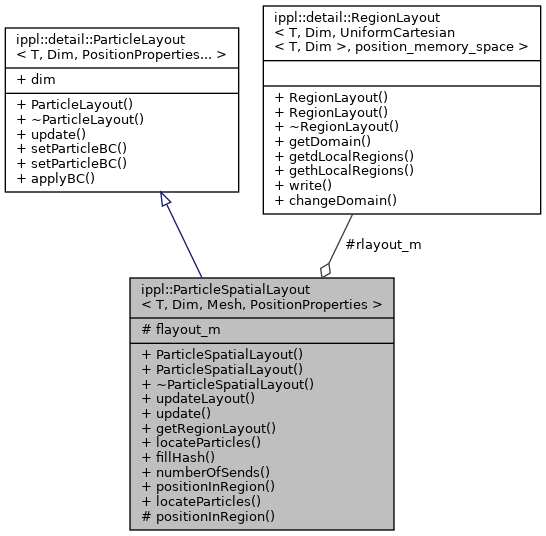 ippl::detail::ParticleLayout
< T, Dim, PositionProperties... >
+ dim
+ ParticleLayout()
+ ~ParticleLayout()
+ update()
+ setParticleBC()
+ setParticleBC()
+ applyBC()
ippl::detail::RegionLayout
< T, Dim, UniformCartesian
< T, Dim >, position_memory_space >
+ RegionLayout()
+ RegionLayout()
+ ~RegionLayout()
+ getDomain()
+ getdLocalRegions()
+ gethLocalRegions()
+ write()
+ changeDomain()
#rlayout_m
ippl::ParticleSpatialLayout
< T, Dim, Mesh, PositionProperties >
# flayout_m
+ ParticleSpatialLayout()
+ ParticleSpatialLayout()
+ ~ParticleSpatialLayout()
+ updateLayout()
+ update()
+ getRegionLayout()
+ locateParticles()
+ fillHash()
+ numberOfSends()
+ positionInRegion()
+ locateParticles()
# positionInRegion()